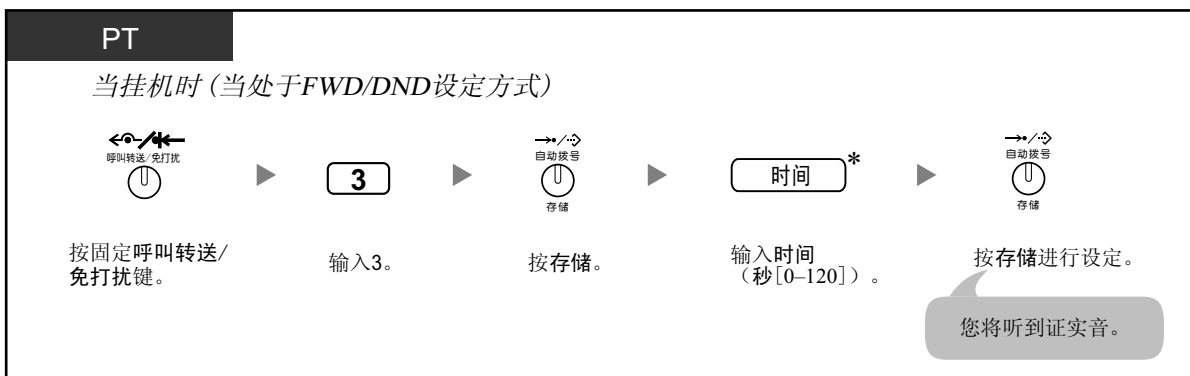 PT
当挂机时（当处于FWD/DND设定方式）
呼叫转送/免打扰
自动拨号
自动拨号
3
时间*
存储
存储
按固定呼叫转送/
免打扰键。
输入3。
按存储。
输入时间
（秒[0–120]）。
按存储进行设定。
您将听到证实音。